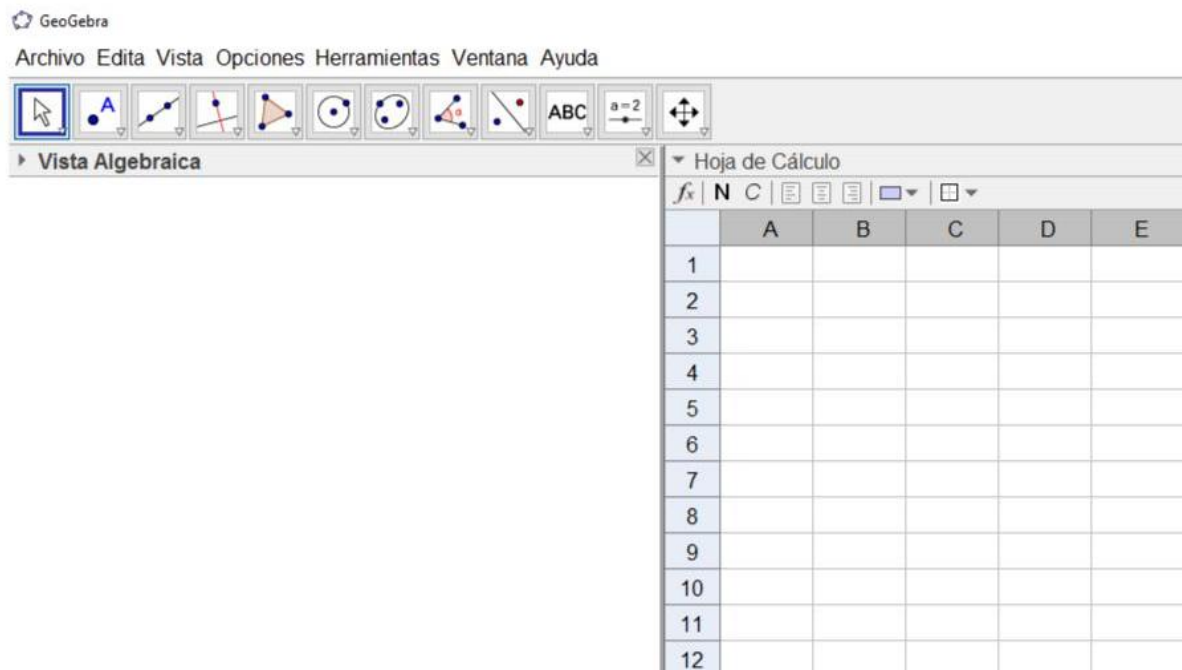 GeoGebra
Archivo Edita Vista Opciones Herramientas Ventana Ayuda
A α ABC a=2
Vista Algebraica
Hoja de Cálculo
fx N C
A B C D E
1
2
3
4
5
6
7
8
9
10
11
12